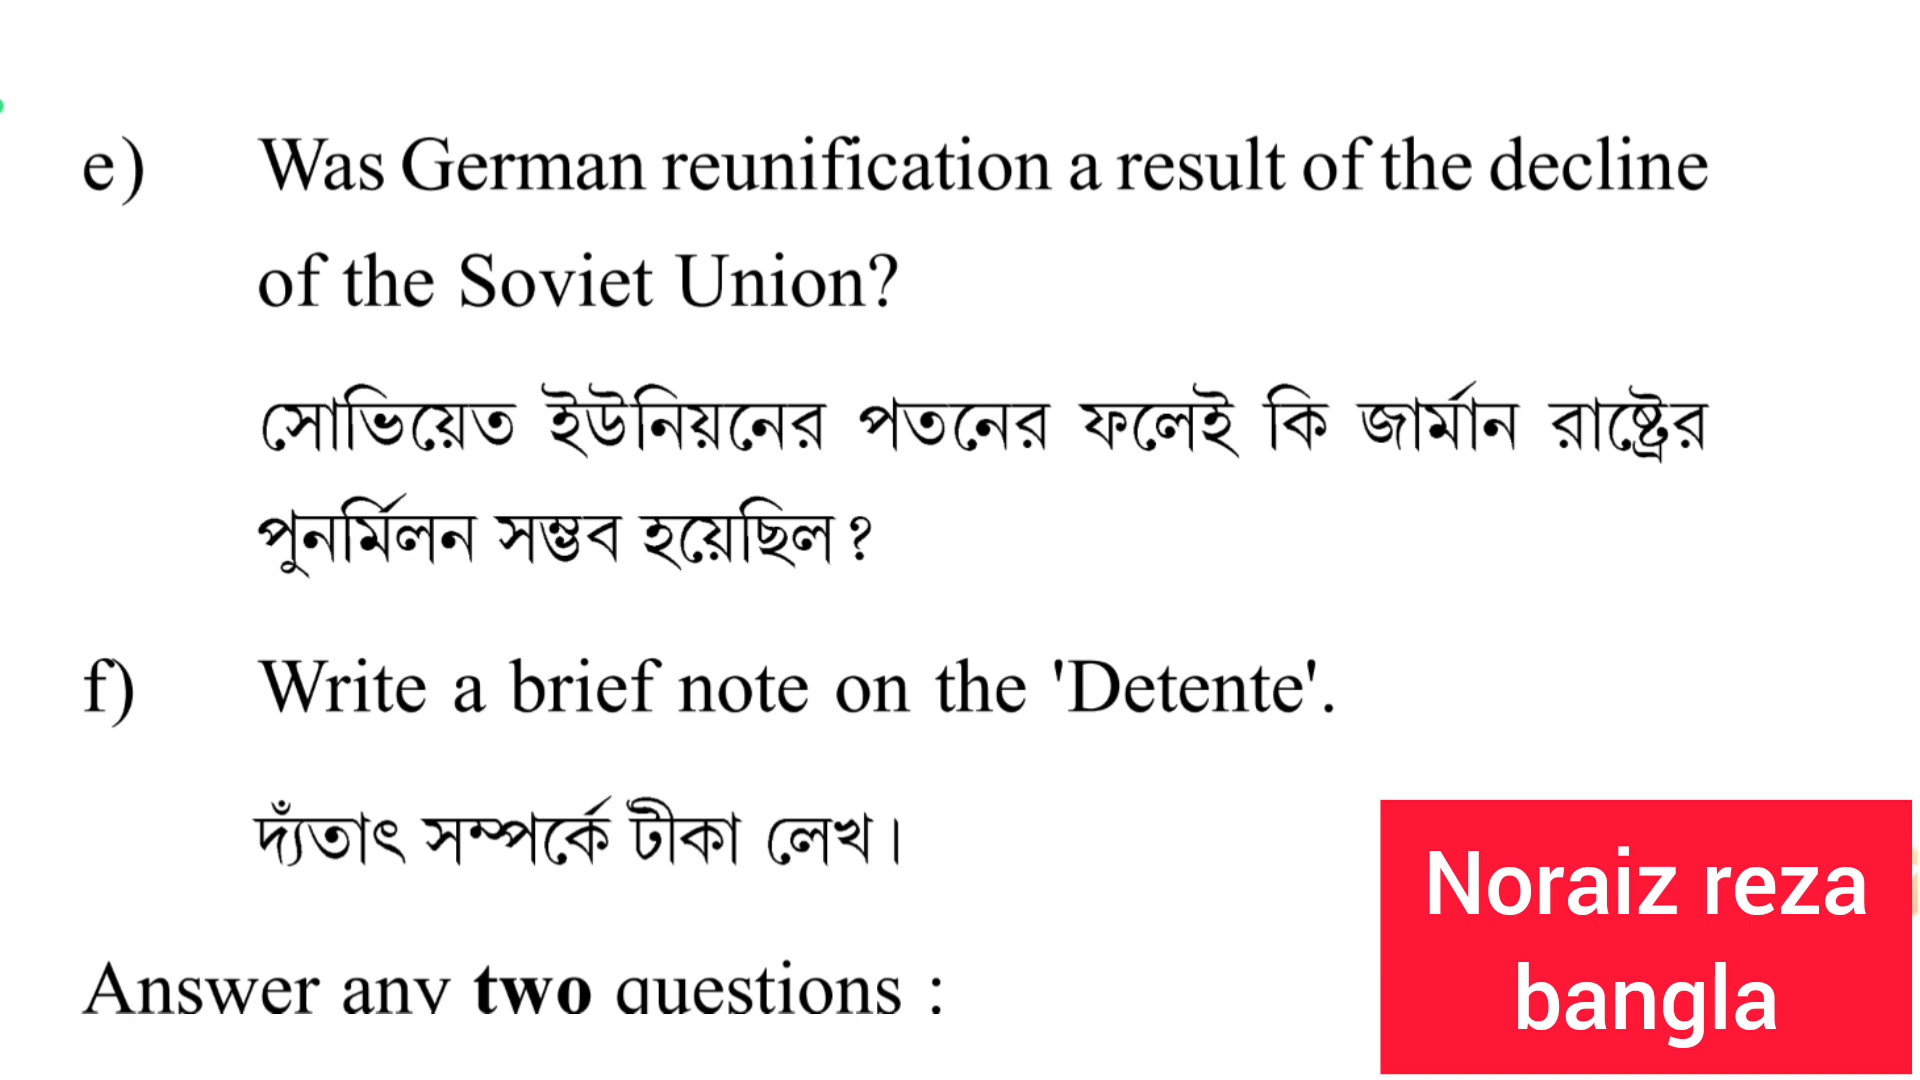 e) Was German reunification a result of the decline
of the Soviet Union?
সোভিয়েত ইউনিয়নের পতনের ফলেই কি জার্মান রাষ্ট্রের
পুনর্মিলন সম্ভব হয়েছিল?
f) Write a brief note on the 'Detente'.
দ্যঁতাৎ সম্পর্কে টীকা লেখ।
Answer any two questions :
Noraiz reza
bangla